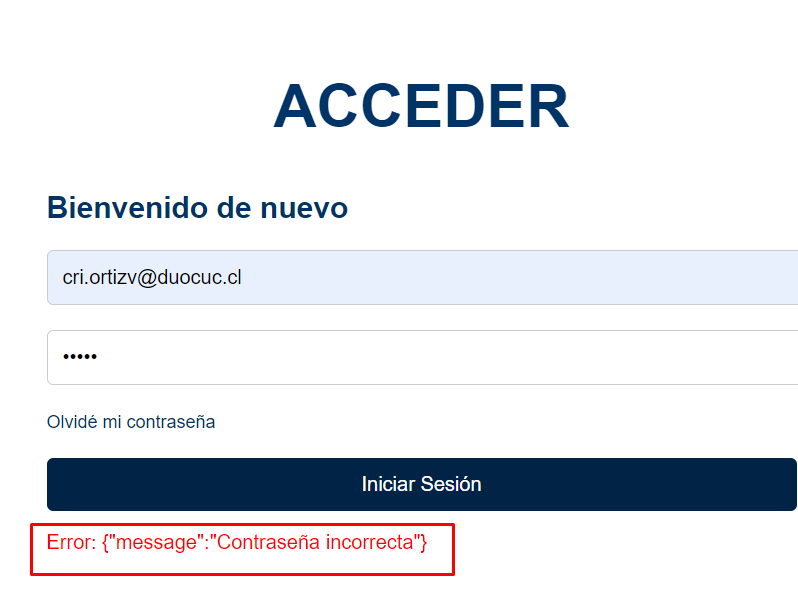 ACCEDER
Bienvenido de nuevo
cri.ortizv@duocuc.cl
•••••
Olvidé mi contraseña
Iniciar Sesión
Error: {"message":"Contraseña incorrecta"}